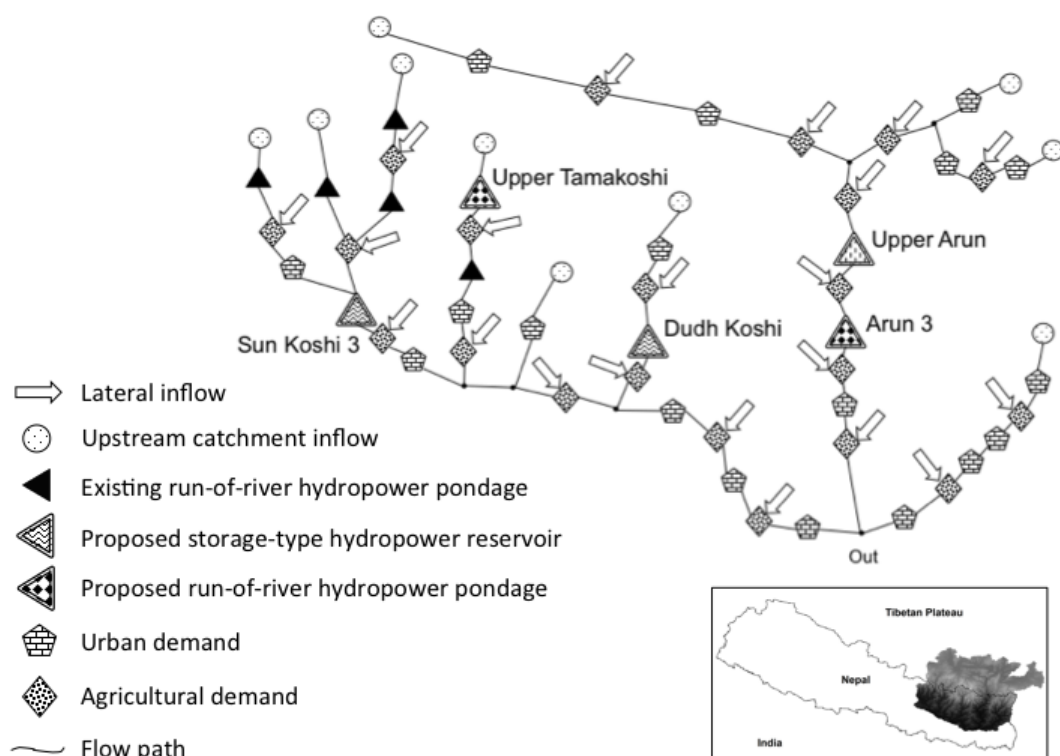 Upper Tamakoshi
Upper Arun
Sun Koshi 3
Dudh Koshi
Arun 3
Out
Lateral inflow
Upstream catchment inflow
Existing run-of-river hydropower pondage
Proposed storage-type hydropower reservoir
Proposed run-of-river hydropower pondage
Urban demand
Agricultural demand
Flow path
Tibetan Plateau
Nepal
India